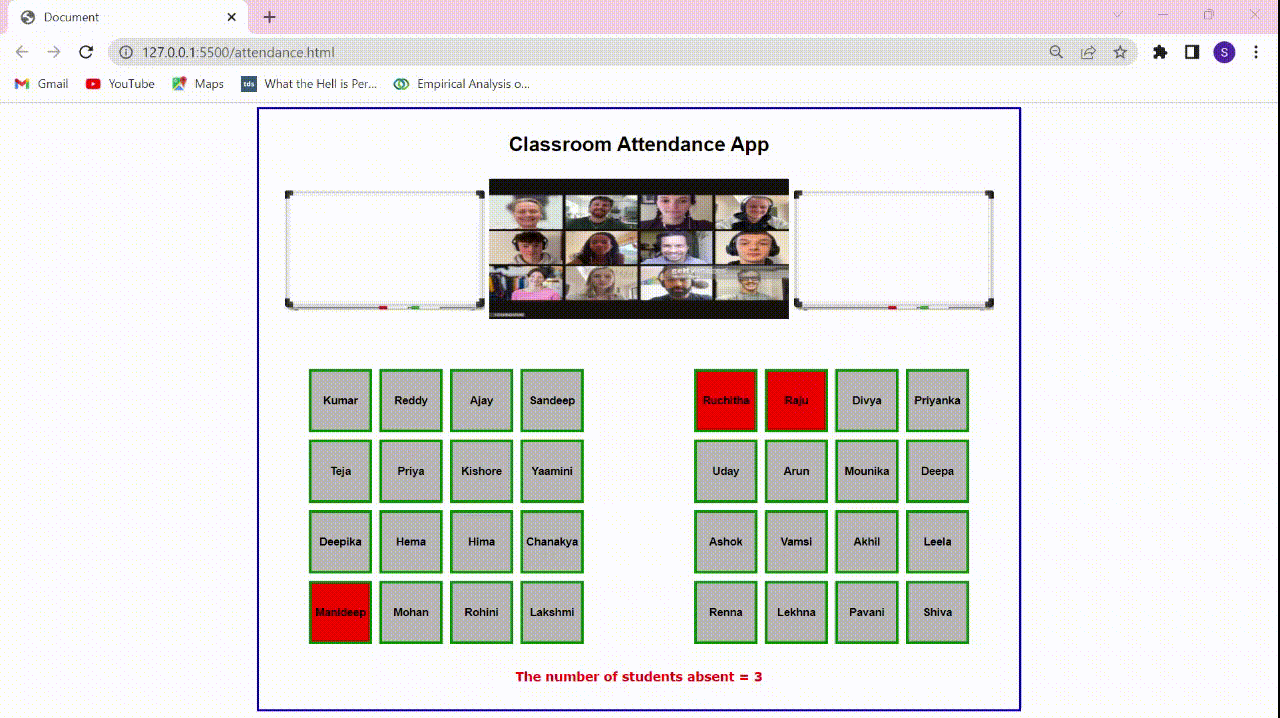 Document
127.0.0.1:5500/attendance.html
S
Gmail
YouTube
Maps
tds
What the Hell is Per...
Empirical Analysis o...
Classroom Attendance App
Kumar Reddy Ajay Sandeep Ruchitha Raju Divya Priyanka
Teja Priya Kishore Yaamini Uday Arun Mounika Deepa
Deepika Hema Hima Chanakya Ashok Vamsi Akhil Leela
Manideep Mohan Rohini Lakshmi Renna Lekhna Pavani Shiva
The number of students absent = 3